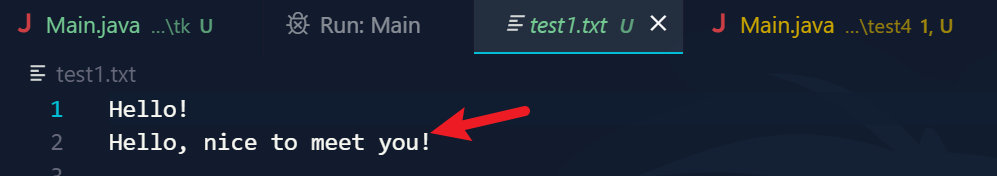 J Main.java ...\tk U Run: Main test1.txt U Main.java ...\test4 1, U
test1.txt
1 Hello!
2 Hello, nice to meet you!
3